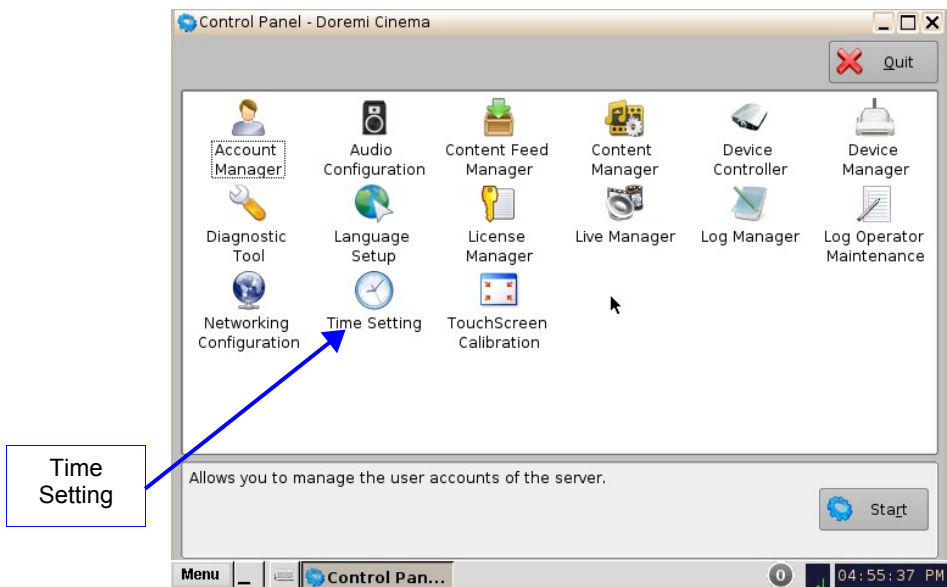 Control Panel - Doremi Cinema
Quit
Account
Manager
Audio
Configuration
Content Feed
Manager
Content
Manager
Device
Controller
Device
Manager
Diagnostic
Tool
Language
Setup
License
Manager
Live Manager
Log Manager
Log Operator
Maintenance
Networking
Configuration
Time Setting
TouchScreen
Calibration
Time
Setting
Allows you to manage the user accounts of the server.
Start
Menu
Control Pan...
0
04:55:37 PM